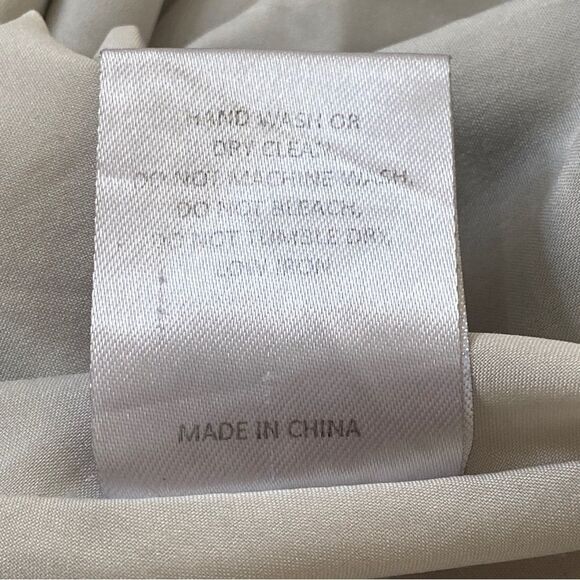 HAND WASH OR
DRY CLEAN
DO NOT MACHINE WASH,
DO NOT BLEACH,
DO NOT TUMBLE DRY,
LOW IRON
MADE IN CHINA